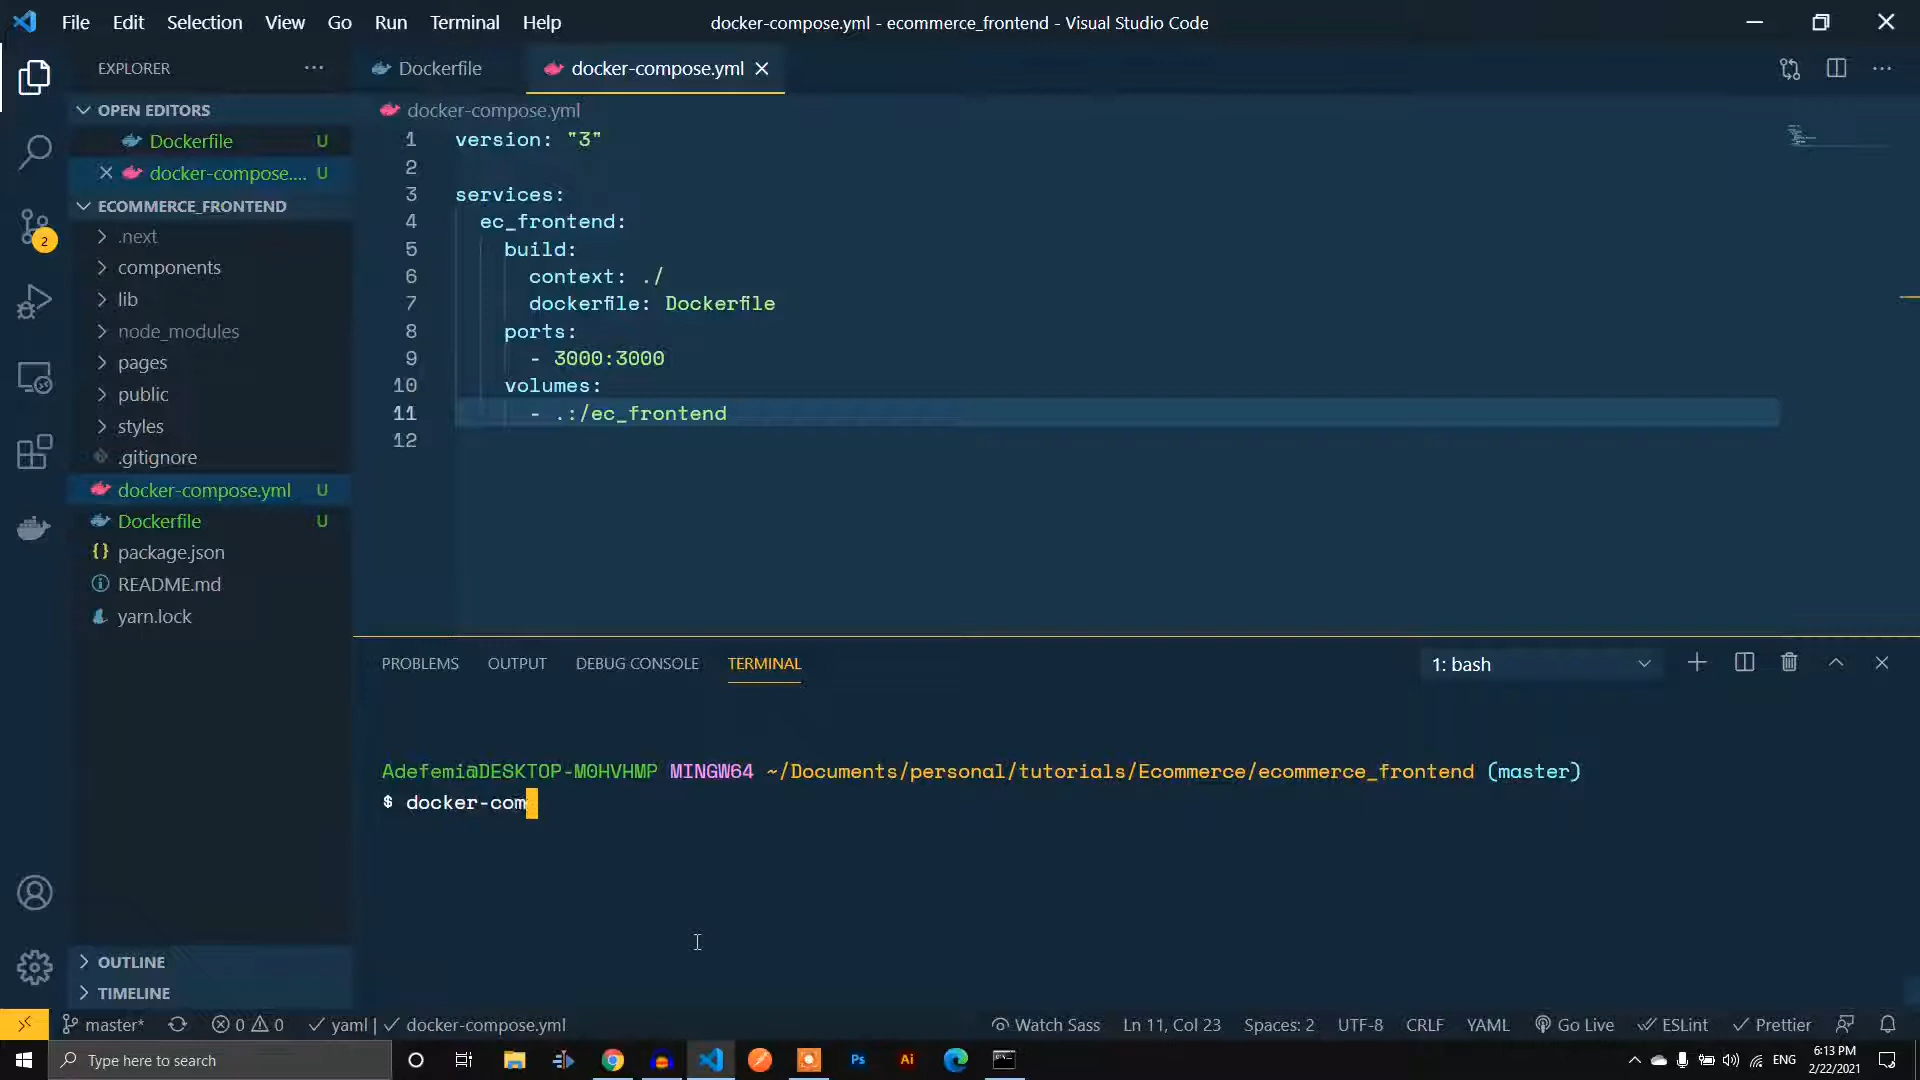 File Edit Selection View Go Run Terminal Help
docker-compose.yml - ecommerce_frontend - Visual Studio Code
EXPLORER
Dockerfile
docker-compose.yml
OPEN EDITORS
Dockerfile U
docker-compose.... U
ECOMMERCE_FRONTEND
.next
components
lib
node_modules
pages
public
styles
.gitignore
docker-compose.yml U
Dockerfile U
package.json
README.md
yarn.lock
OUTLINE
TIMELINE
2
docker-compose.yml
1 version: "3"
2
3 services:
4 ec_frontend:
5 build:
6 context: ./
7 dockerfile: Dockerfile
8 ports:
9 - 3000:3000
10 volumes:
11 - .:/ec_frontend
12
PROBLEMS OUTPUT DEBUG CONSOLE TERMINAL
1: bash
Adefemi@DESKTOP-M0HVHMP MINGW64 ~/Documents/personal/tutorials/Ecommerce/ecommerce_frontend (master)
$ docker-com
master* 0 0 yaml | docker-compose.yml
Watch Sass Ln 11, Col 23 Spaces: 2 UTF-8 CRLF YAML Go Live ESLint Prettier
Type here to search
Ps
Ai
ENG
6:13 PM
2/22/2021